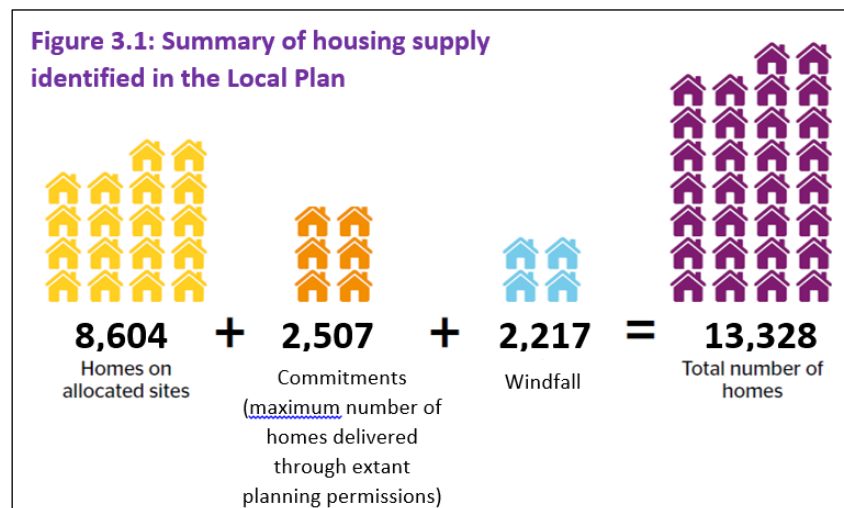 Figure 3.1: Summary of housing supply
identified in the Local Plan
8,604 + 2,507 + 2,217 = 13,328
Homes on
allocated sites
Commitments
(maximum number of
homes delivered
through extant
planning permissions)
Windfall
Total number of
homes